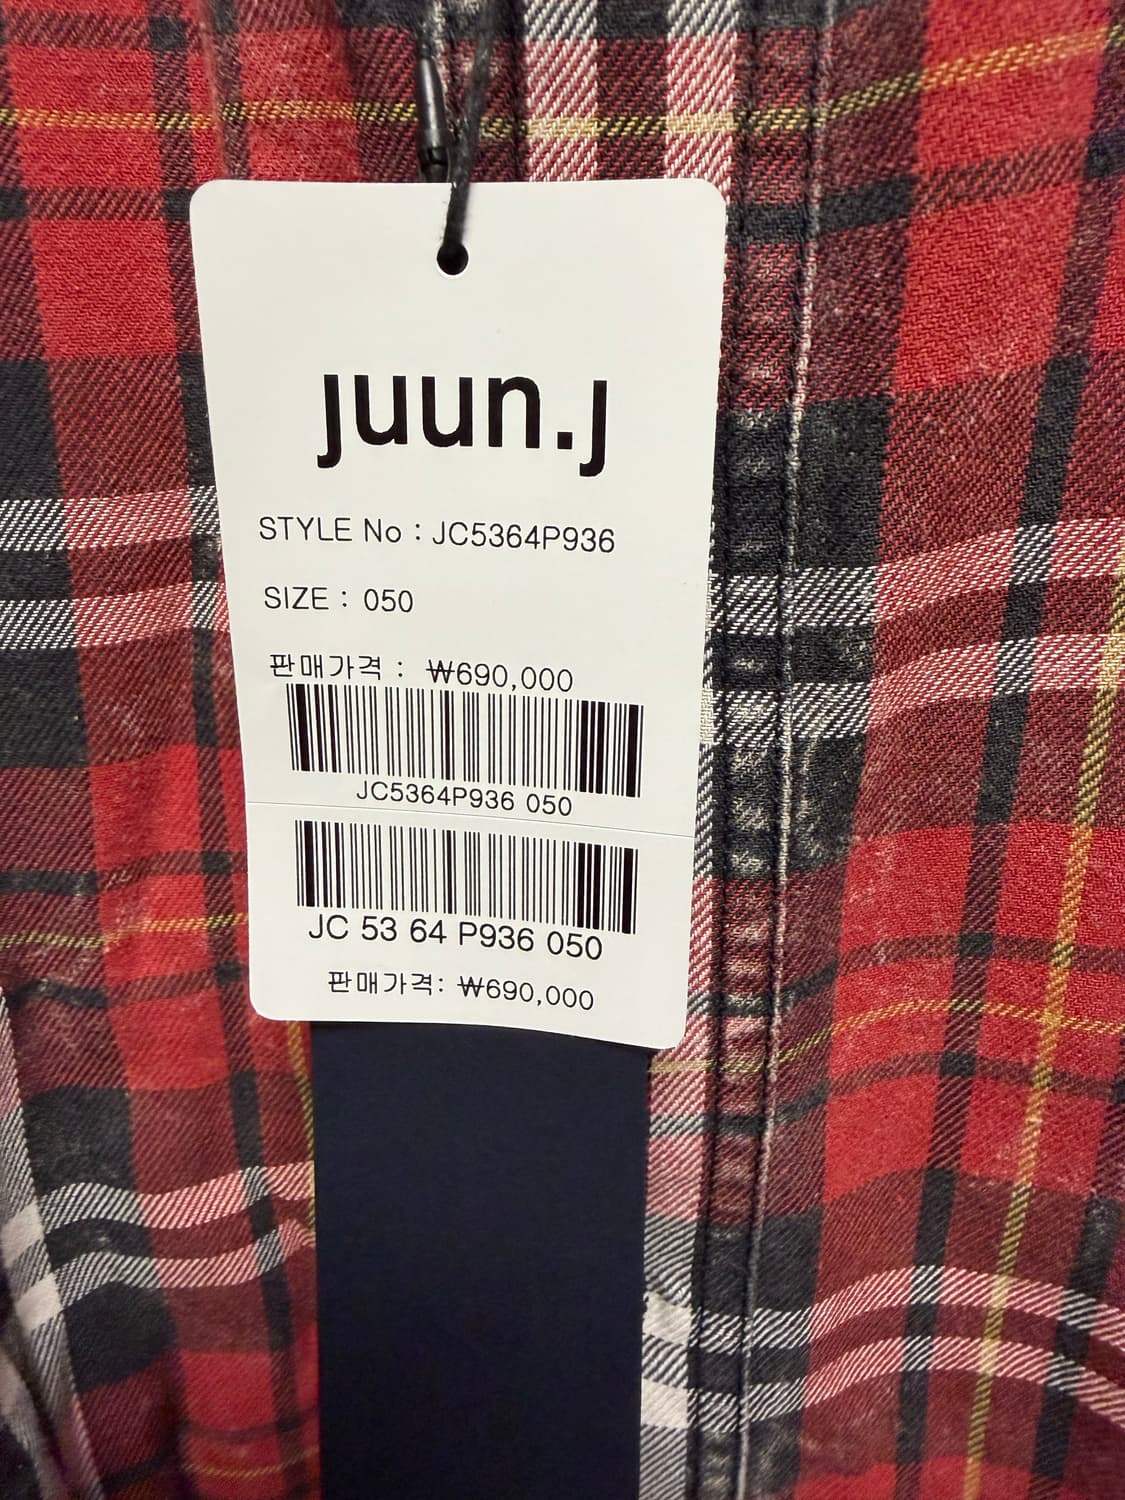 juun.j
STYLE No : JC5364P936
SIZE : 050
판매가격 : ₩690,000
JC5364P936 050
JC 53 64 P936 050
판매가격: ₩690,000